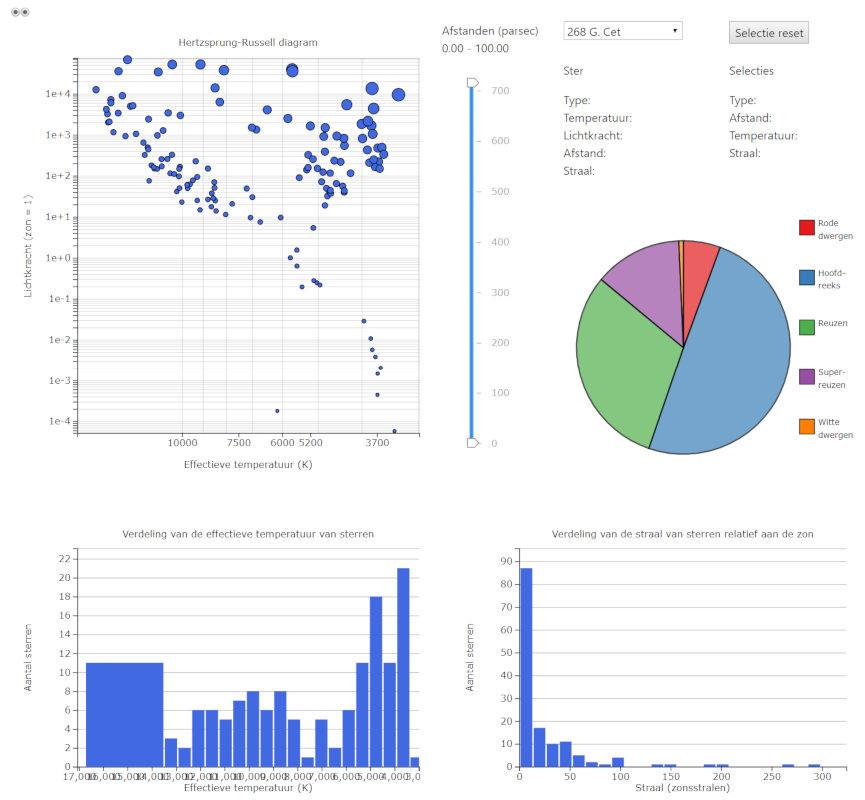 Hertzsprung-Russell diagram
1e+4
1e+3
1e+2
1e+1
1e+0
1e-1
1e-2
1e-3
1e-4
Lichtkracht (zon = 1)
10000 7500 6000 5200 3700
Effectieve temperatuur (K)
Afstanden (parsec)
0.00 - 100.00
700
600
500
400
300
200
100
0
268 G. Cet
Selectie reset
Ster
Type:
Temperatuur:
Lichtkracht:
Afstand:
Straal:
Selecties
Type:
Afstand:
Temperatuur:
Straal:
Rode
dwergen
Hoofd-
reeks
Reuzen
Super-
reuzen
Witte
dwergen
Verdeling van de effectieve temperatuur van sterren
22
20
18
16
14
12
10
8
6
4
2
0
Aantal sterren
17,000 16,000 15,000 14,000 13,000 12,000 11,000 10,000 9,000 8,000 7,000 6,000 5,000 4,000 3,0
Effectieve temperatuur (K)
Verdeling van de straal van sterren relatief aan de zon
90
80
70
60
50
40
30
20
10
0
Aantal sterren
0 50 100 150 200 250 300
Straal (zonsstralen)